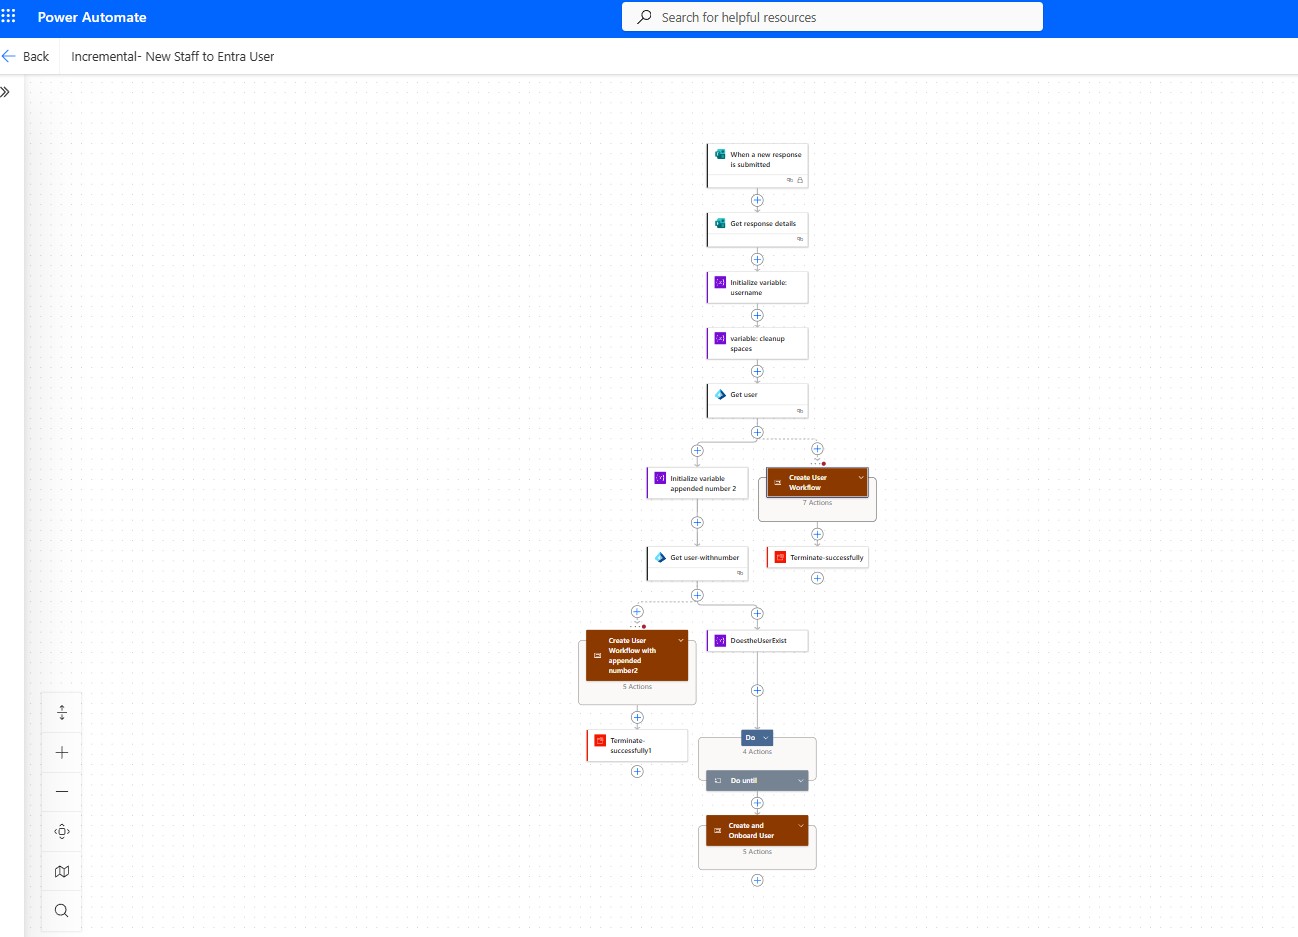 Power Automate
Search for helpful resources
Back
Incremental- New Staff to Entra User
When a new response
is submitted
Get response details
Initialize variable:
username
variable: cleanup
spaces
Get user
Initialize variable
appended number 2
Create User
Workflow
7 Actions
Get user-withnumber
Terminate-successfully
Create User
Workflow with
appended
number2
5 Actions
DoestheUserExist
Terminate-
successfully1
Do
4 Actions
Do until
Create and
Onboard User
5 Actions